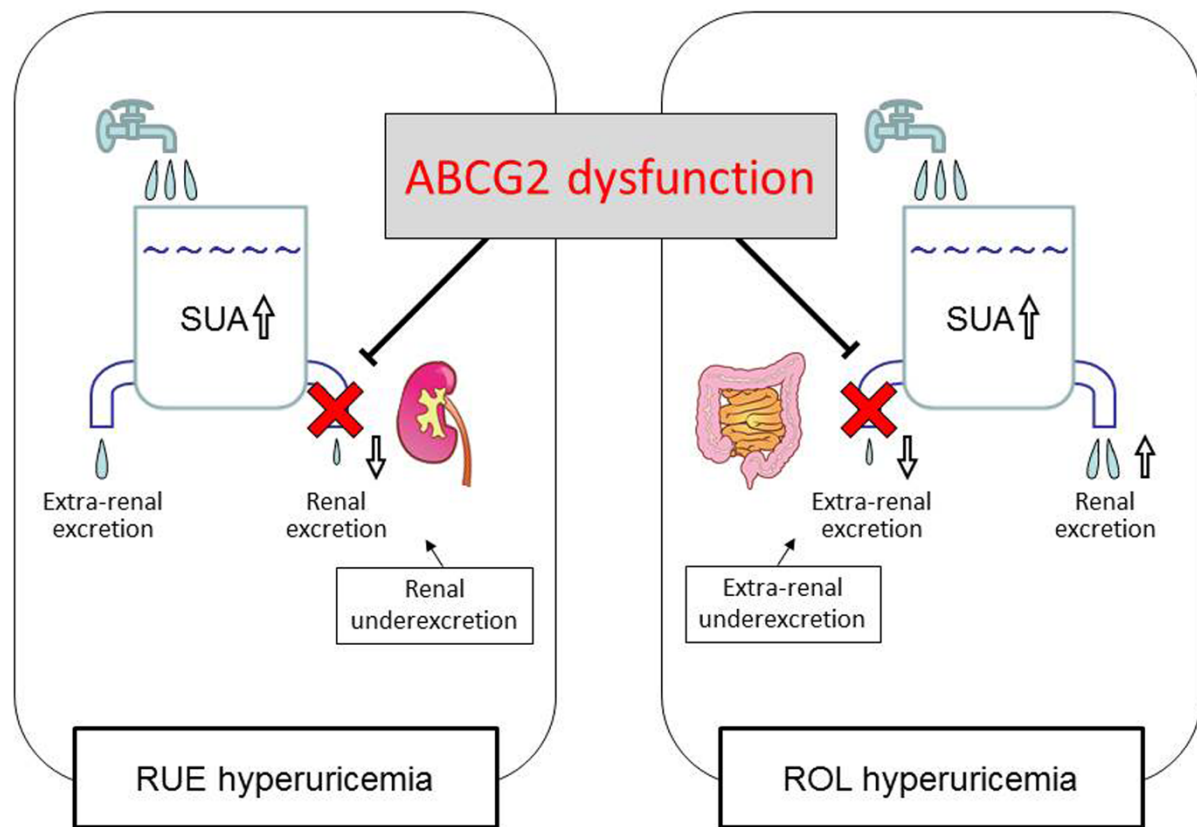 ABCG2 dysfunction
SUA
Extra-renal
excretion
Renal
excretion
Renal
underexcretion
RUE hyperuricemia
SUA
Extra-renal
excretion
Renal
excretion
Extra-renal
underexcretion
ROL hyperuricemia